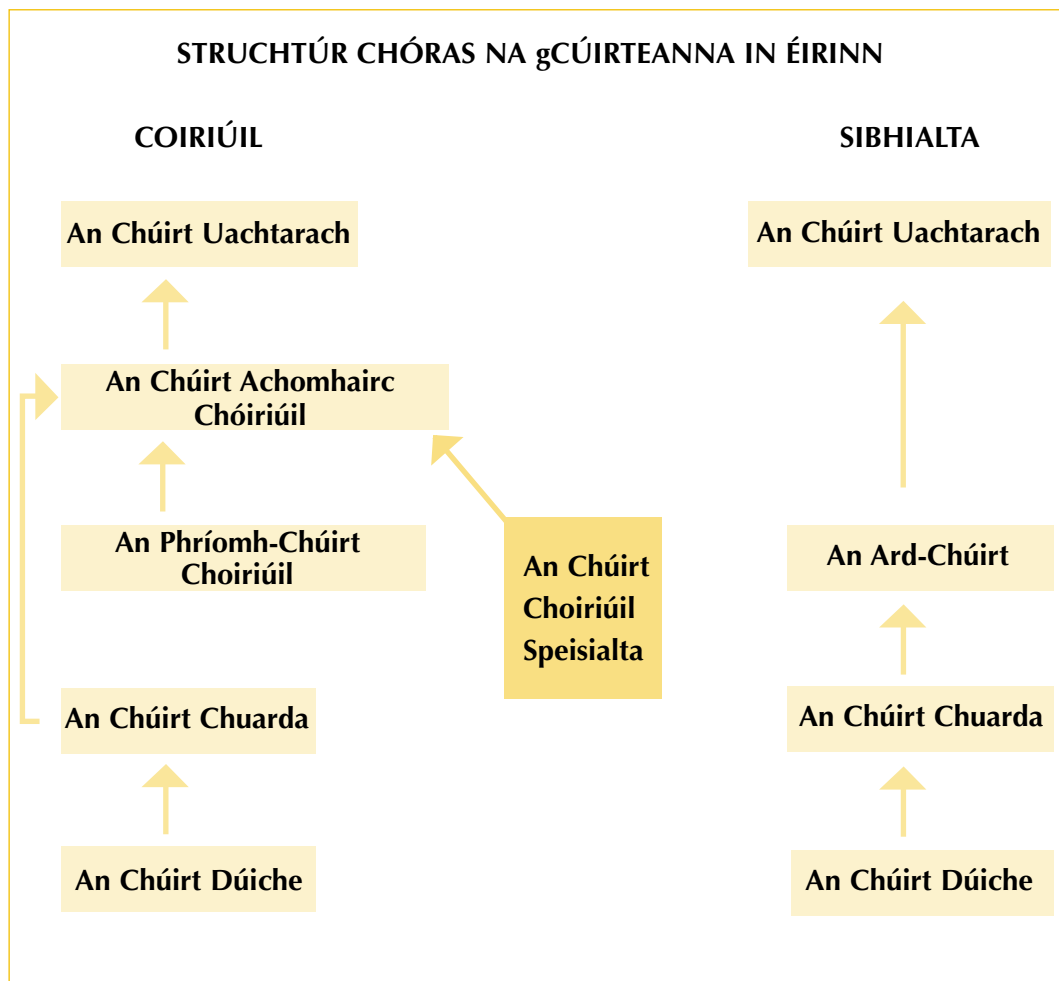 STRUCHTÚR CHÓRAS NA gCÚIRTEANNA IN ÉIRINN
COIRIÚIL
An Chúirt Uachtarach
An Chúirt Achomhairc
Chóiriúil
An Phríomh-Chúirt
Choiriúil
An Chúirt
Choiriúil
Speisialta
An Chúirt Chuarda
An Chúirt Dúiche
SIBHIALTA
An Chúirt Uachtarach
An Ard-Chúirt
An Chúirt Chuarda
An Chúirt Dúiche